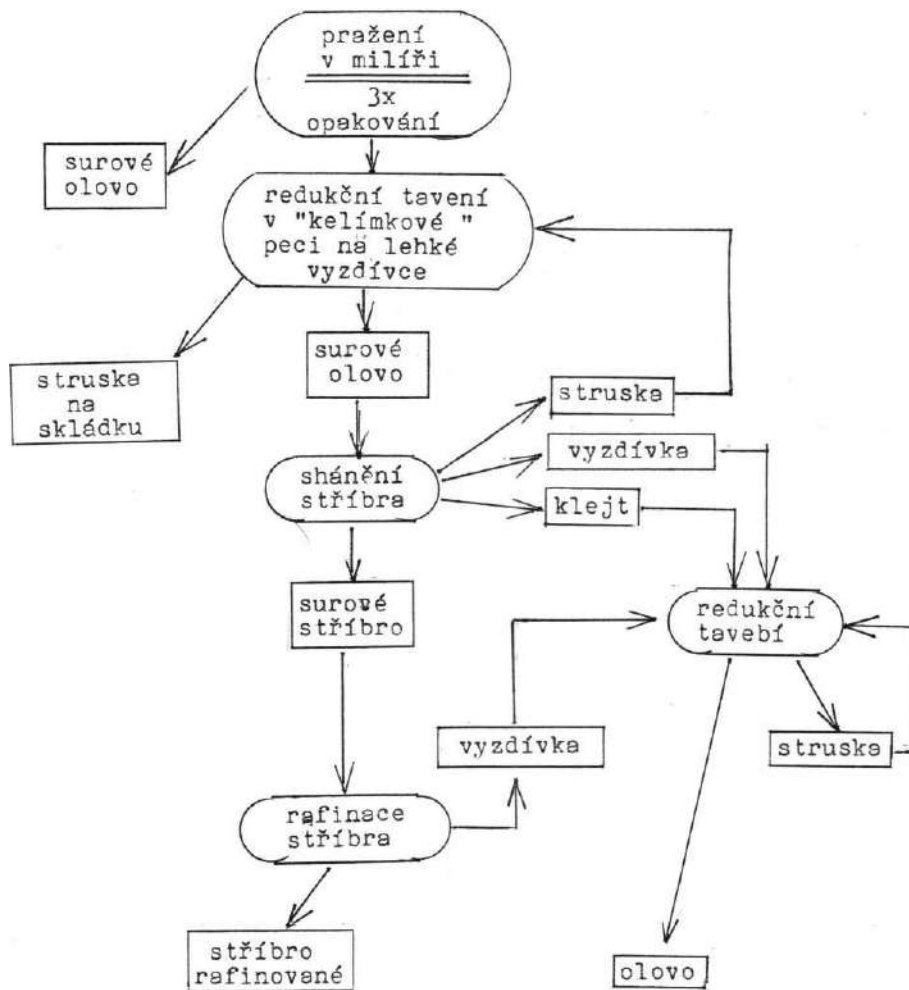 pražení
v milíři
3x
opakování
surové
olovo
redukční tavení
v "kelímkové "
peci na lehké
vyzdívce
surové
olovo
struska
na
skládku
struska
vyzdívka
shánění
stříbra
klejt
surové
stříbro
redukční
tavebí
vyzdívka
struska
rafinace
stříbra
stříbro
rafinované
olovo